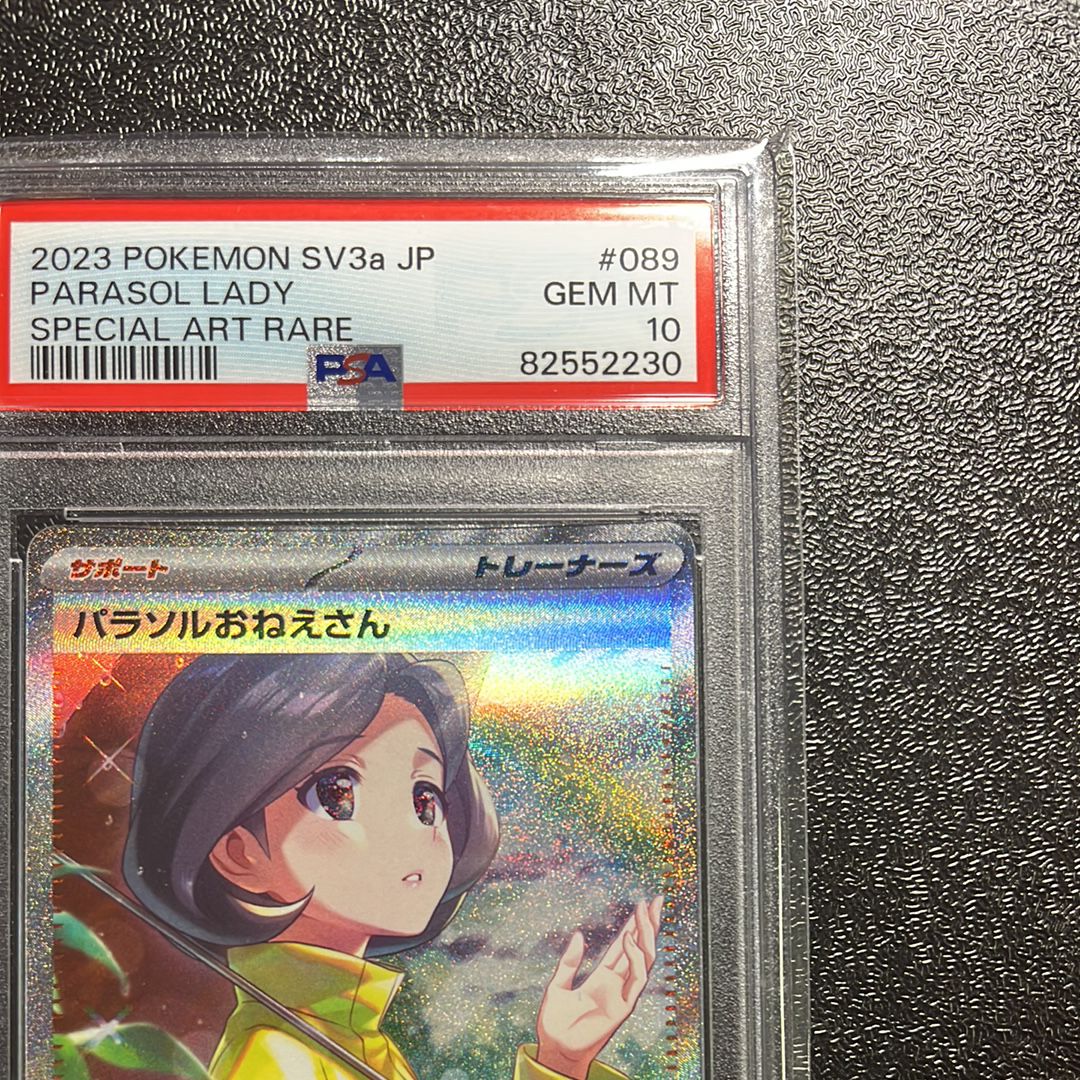 2023 POKEMON SV3a JP #089
PARASOL LADY GEM MT
SPECIAL ART RARE 10
PSA 82552230
サポート トレーナーズ
パラソルおねえさん